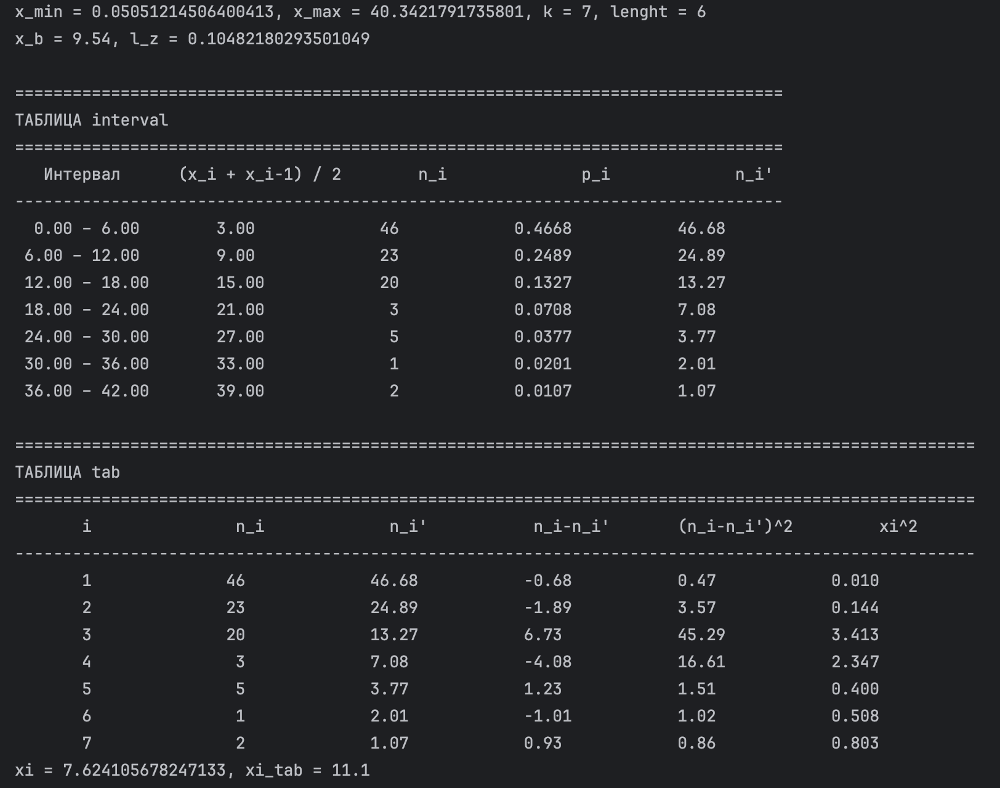 x_min = 0.05051214506400413, x_max = 40.3421791735801, k = 7, lenght = 6
x_b = 9.54, l_z = 0.10482180293501049
================================================================================
ТАБЛИЦА interval
================================================================================
Интервал (x_i + x_i-1) / 2 n_i p_i n_i'
--------------------------------------------------------------------------------
0.00 - 6.00 3.00 46 0.4668 46.68
6.00 - 12.00 9.00 23 0.2489 24.89
12.00 - 18.00 15.00 20 0.1327 13.27
18.00 - 24.00 21.00 3 0.0708 7.08
24.00 - 30.00 27.00 5 0.0377 3.77
30.00 - 36.00 33.00 1 0.0201 2.01
36.00 - 42.00 39.00 2 0.0107 1.07
====================================================================================================
ТАБЛИЦА tab
====================================================================================================
i n_i n_i' n_i-n_i' (n_i-n_i')^2 xi^2
----------------------------------------------------------------------------------------------------
1 46 46.68 -0.68 0.47 0.010
2 23 24.89 -1.89 3.57 0.144
3 20 13.27 6.73 45.29 3.413
4 3 7.08 -4.08 16.61 2.347
5 5 3.77 1.23 1.51 0.400
6 1 2.01 -1.01 1.02 0.508
7 2 1.07 0.93 0.86 0.803
xi = 7.624105678247133, xi_tab = 11.1